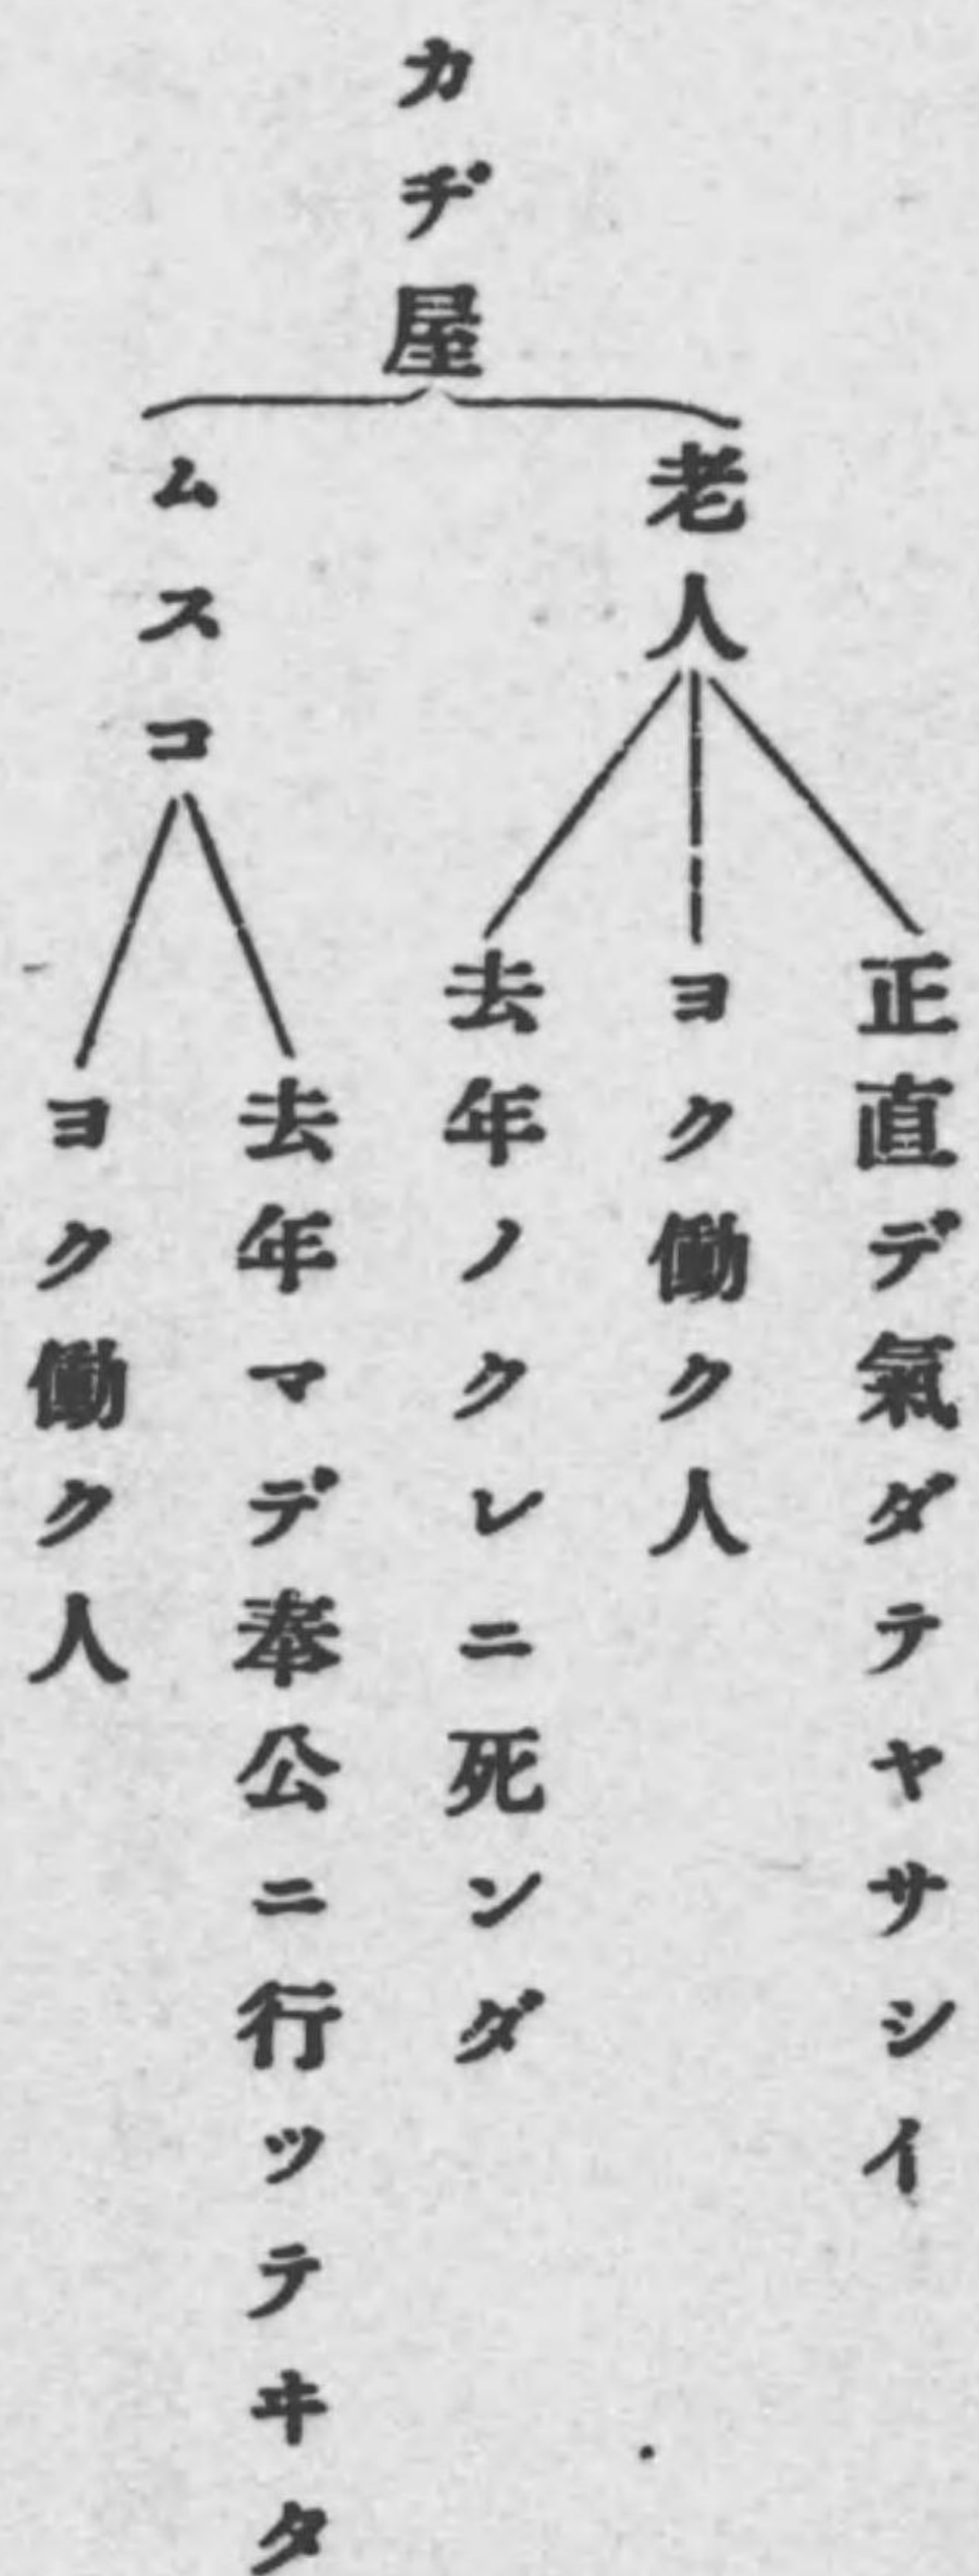 カヂ屋
老人
正直デ氣ダテヤサシイ
ヨク働ク人
去年ノクレニ死ンダ
ムスコ
去年マデ奉公ニ行ッテヰタ
ヨク働ク人